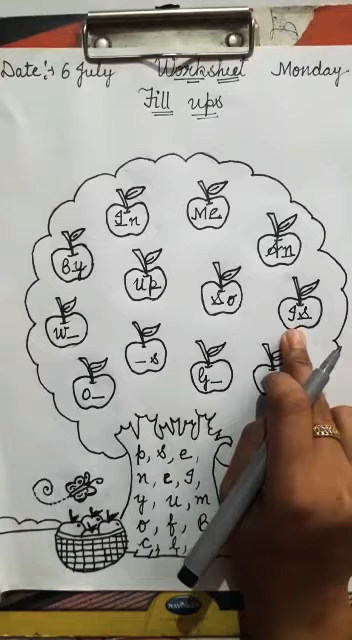 Date:→ 6 July Worksheet Monday
Fill ups
In Me
By Up So An
W_ _s G_ Is
O_
p, s, e,
n, e, I,
y, u, m
o, f, B